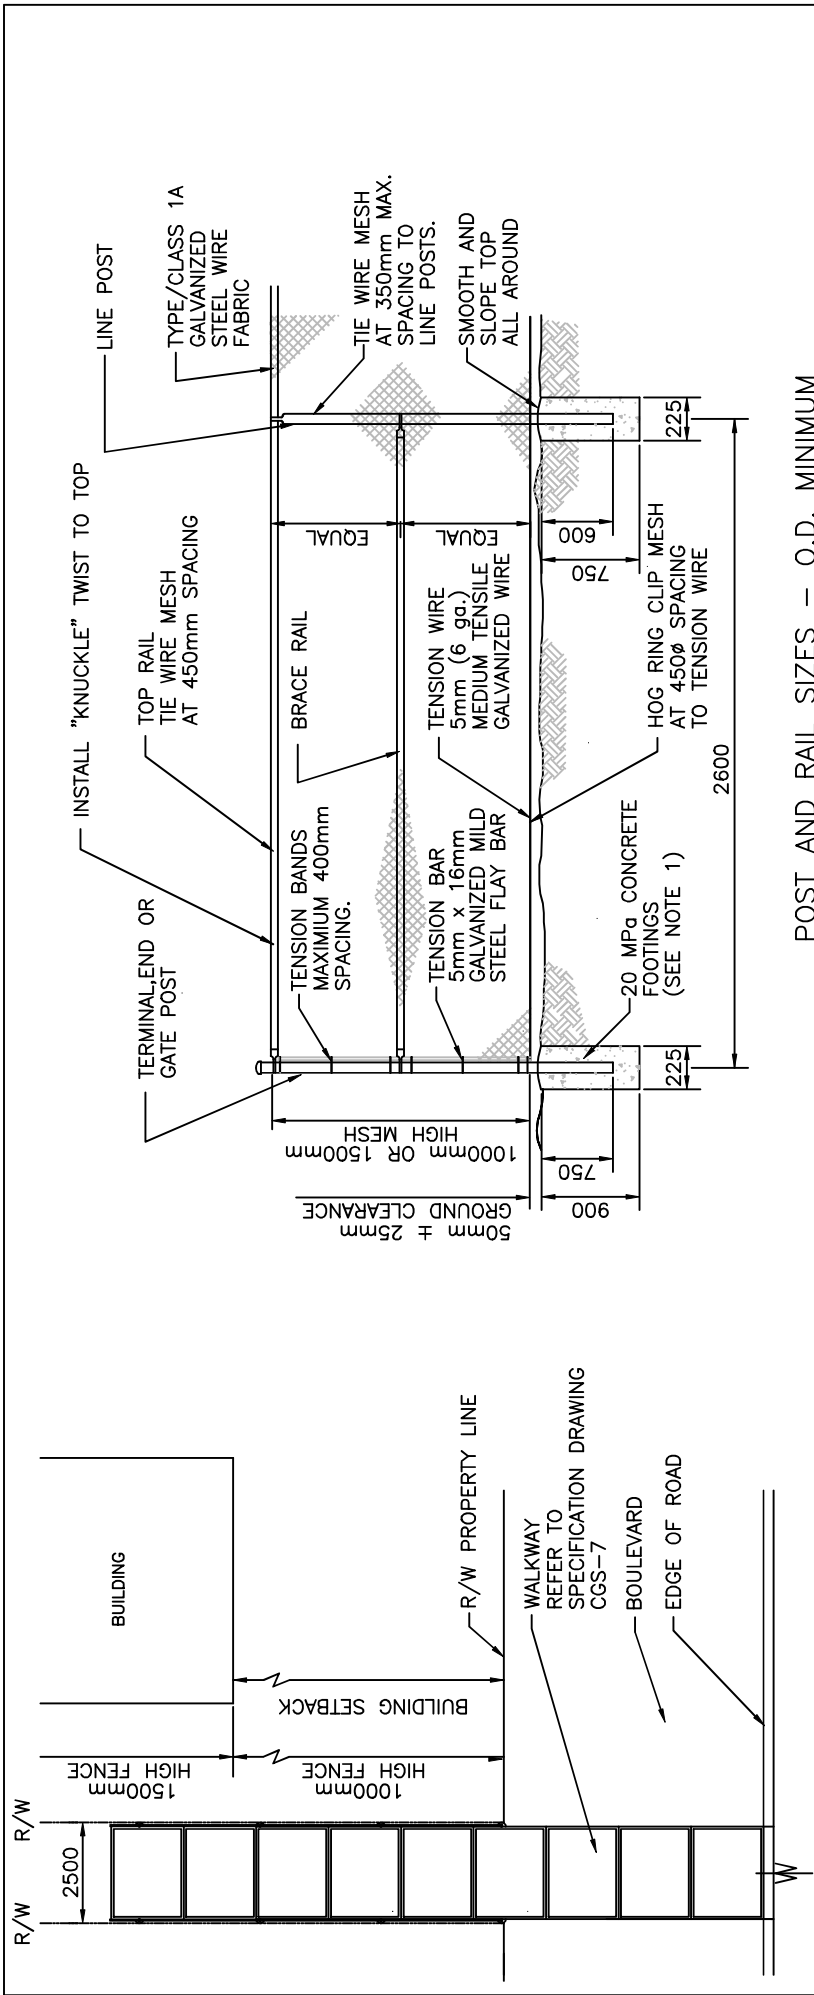 R/W
R/W
2500
1500mm
HIGH FENCE
1000mm
HIGH FENCE
BUILDING
BUILDING SETBACK
R/W PROPERTY LINE
WALKWAY
REFER TO
SPECIFICATION DRAWING
CGS-7
BOULEVARD
EDGE OF ROAD
INSTALL "KNUCKLE" TWIST TO TOP
TOP RAIL
TIE WIRE MESH
AT 450mm SPACING
TERMINAL,END OR
GATE POST
LINE POST
TYPE/CLASS 1A
GALVANIZED
STEEL WIRE
FABRIC
TENSION BANDS
MAXIMIUM 400mm
SPACING.
BRACE RAIL
TIE WIRE MESH
AT 350mm MAX.
SPACING TO
LINE POSTS.
EQUAL
EQUAL
1000mm OR 1500mm
HIGH MESH
50mm ± 25mm
GROUND CLEARANCE
TENSION BAR
5mm x 16mm
GALVANIZED MILD
STEEL FLAY BAR
TENSION WIRE
5mm (6 ga.)
MEDIUM TENSILE
GALVANIZED WIRE
SMOOTH AND
SLOPE TOP
ALL AROUND
900
750
225
20 MPa CONCRETE
FOOTINGS
(SEE NOTE 1)
HOG RING CLIP MESH
AT 450ø SPACING
TO TENSION WIRE
750
600
225
2600
POST AND RAIL SIZES – O.D. MINIMUM